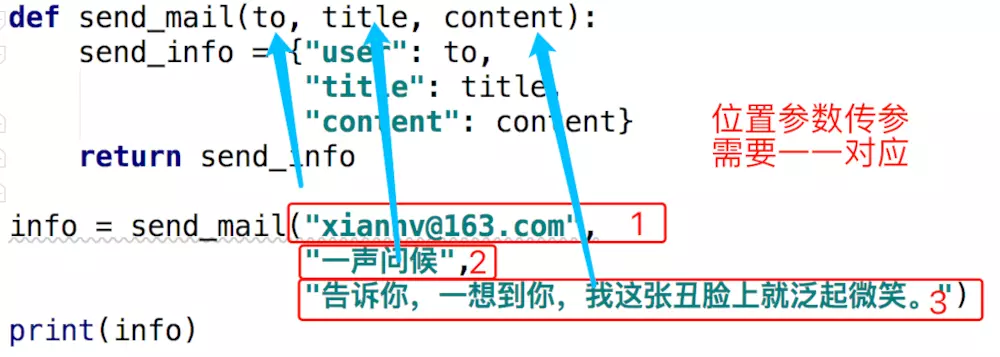 def send_mail(to, title, content):
send_info = {"user": to,
"title": title,
"content": content}
return send_info
位置参数传参
需要一一对应
info = send_mail("xiannv@163.com", 1
"一声问候", 2
"告诉你，一想到你，我这张丑脸上就泛起微笑。") 3
print(info)